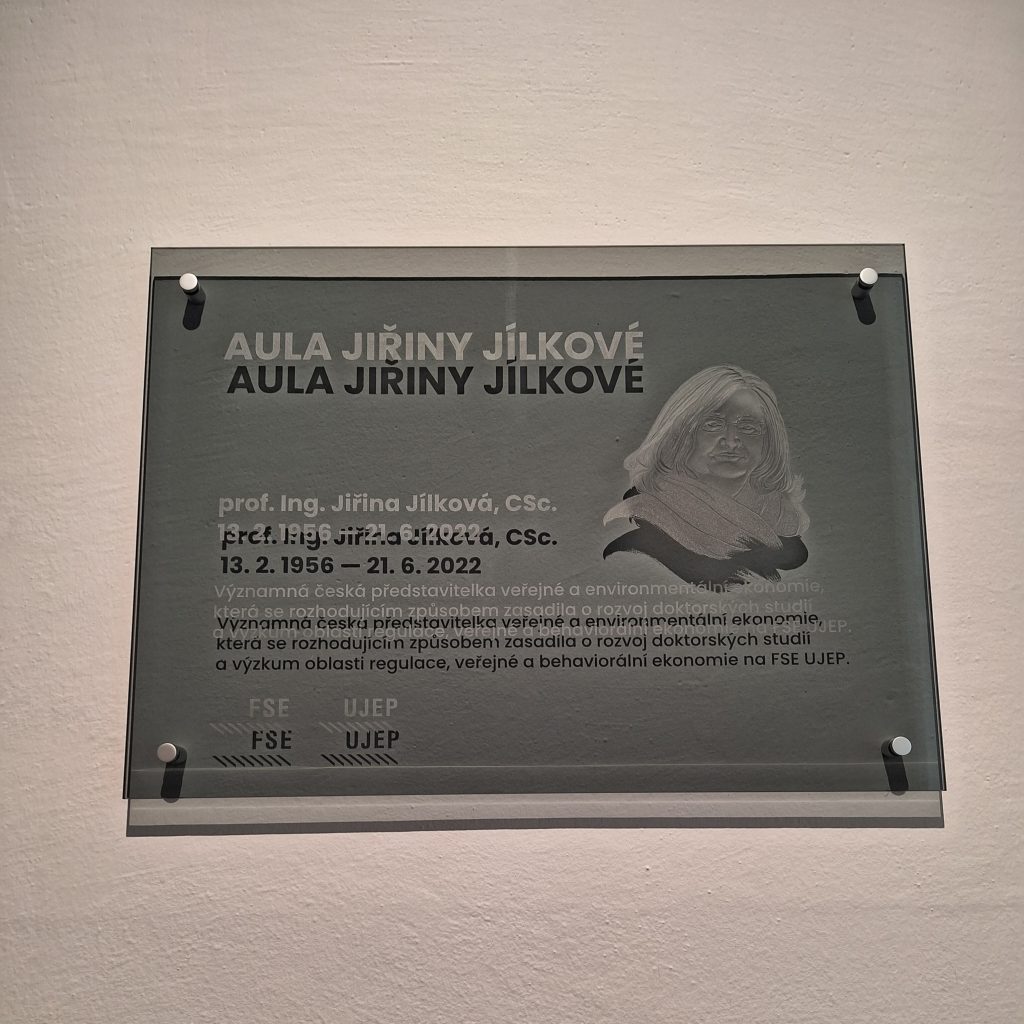 AULA JIŘINY JÍLKOVÉ
prof. Ing. Jiřina Jílková, CSc.
13. 2. 1956 — 21. 6. 2022
Významná česká představitelka veřejné a environmentální ekonomie,
která se rozhodujícím způsobem zasadila o rozvoj doktorských studií
a výzkum oblasti regulace, veřejné a behaviorální ekonomie na FSE UJEP.
FSE UJEP